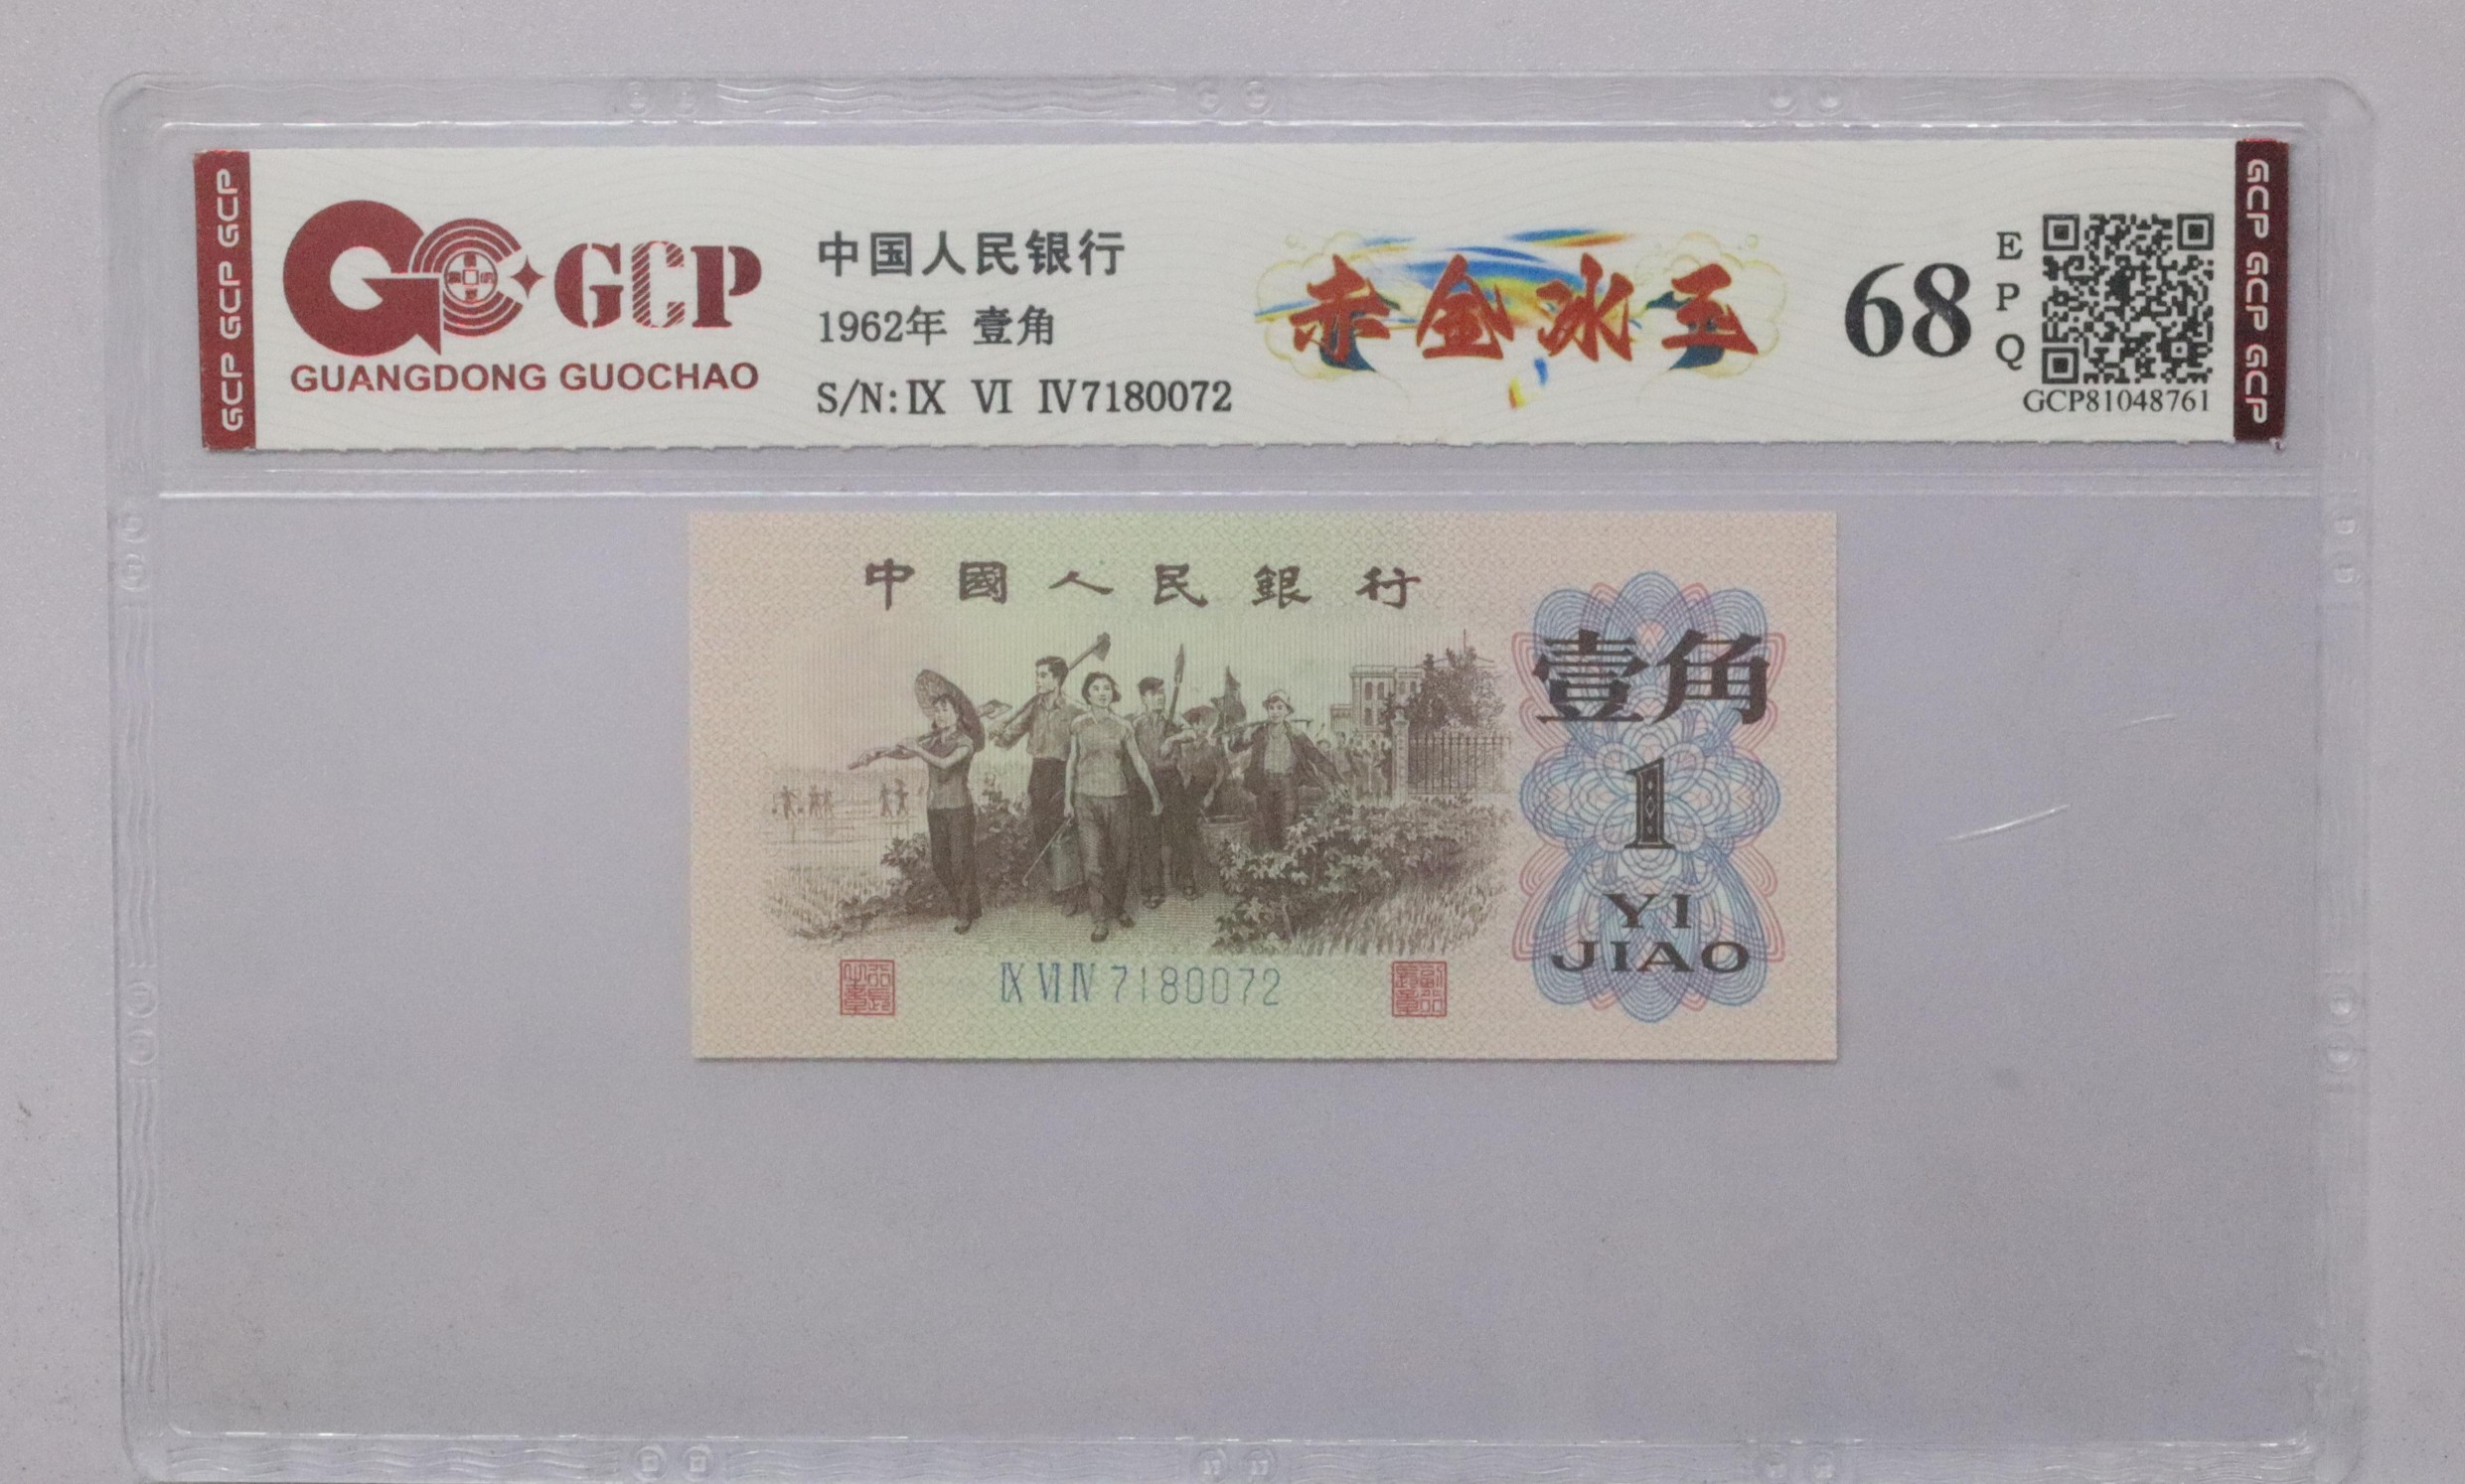 GCP GCP GCP
GCP
GUANGDONG GUOCHAO
中国人民银行
1962年 壹角
S/N:Ⅸ Ⅵ Ⅳ7180072
赤金冰玉
68
E
P
Q
GCP81048761
GCP GCP GCP
中國人民銀行
壹角
1
YI
JIAO
Ⅸ Ⅵ Ⅳ 7180072